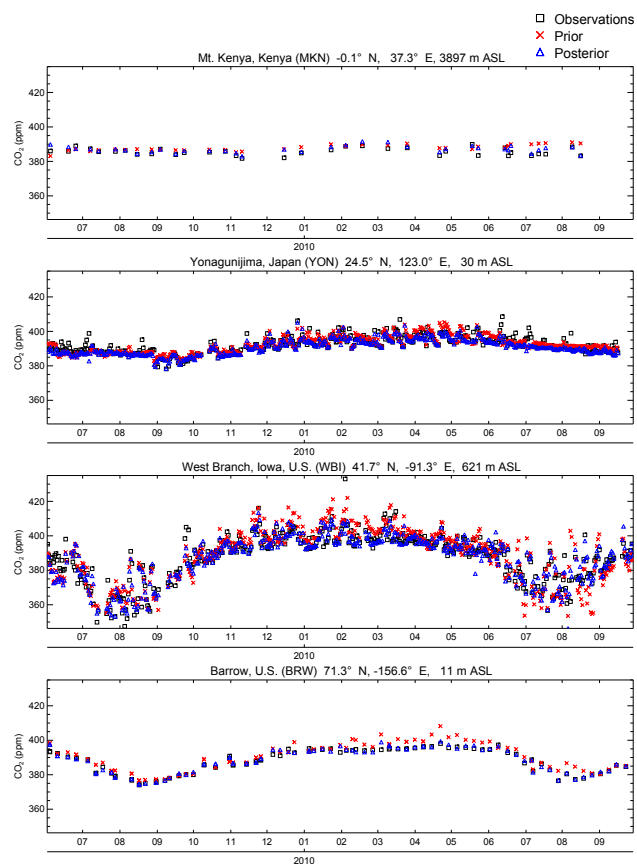 Observations
Prior
Posterior
Mt. Kenya, Kenya (MKN) -0.1° N, 37.3° E, 3897 m ASL
CO2 (ppm)
420
400
380
360
07 08 09 10 11 12 01 02 03 04 05 06 07 08 09
2010
Yonagunijima, Japan (YON) 24.5° N, 123.0° E, 30 m ASL
CO2 (ppm)
420
400
380
360
07 08 09 10 11 12 01 02 03 04 05 06 07 08 09
2010
West Branch, Iowa, U.S. (WBI) 41.7° N, -91.3° E, 621 m ASL
CO2 (ppm)
420
400
380
360
07 08 09 10 11 12 01 02 03 04 05 06 07 08 09
2010
Barrow, U.S. (BRW) 71.3° N, -156.6° E, 11 m ASL
CO2 (ppm)
420
400
380
360
07 08 09 10 11 12 01 02 03 04 05 06 07 08 09
2010